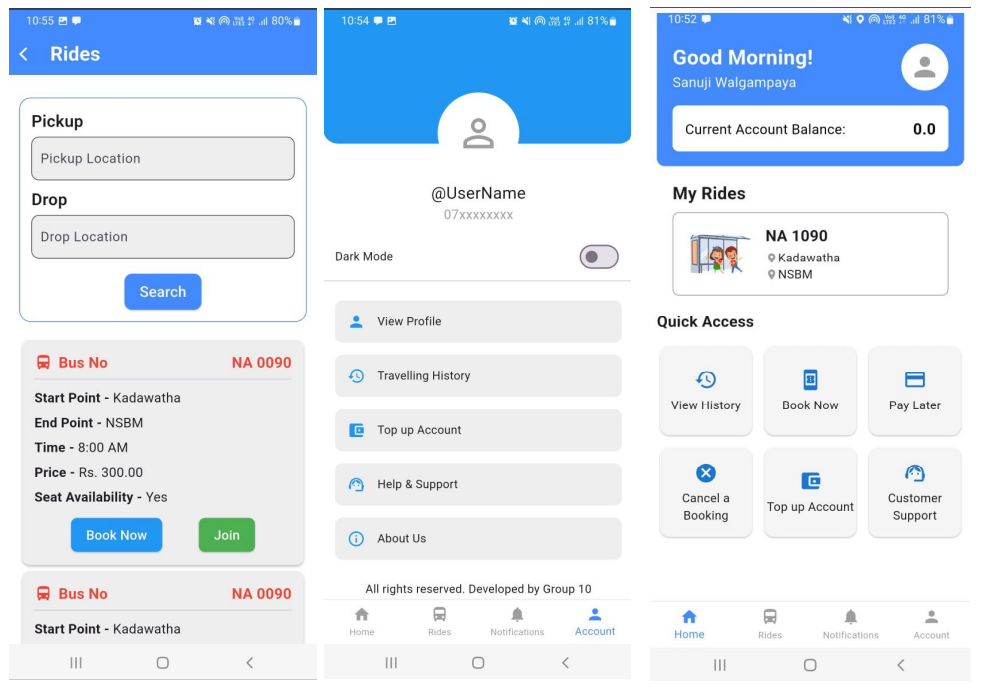 10:55
80%
Rides
Pickup
Pickup Location
Drop
Drop Location
Search
Bus No NA 0090
Start Point - Kadawatha
End Point - NSBM
Time - 8:00 AM
Price - Rs. 300.00
Seat Availability - Yes
Book Now Join
Bus No NA 0090
Start Point - Kadawatha
10:54
81%
@UserName
07xxxxxxxx
Dark Mode
View Profile
Travelling History
Top up Account
Help & Support
About Us
All rights reserved. Developed by Group 10
Home Rides Notifications Account
10:52
81%
Good Morning!
Sanuji Walgampaya
Current Account Balance: 0.0
My Rides
NA 1090
Kadawatha
NSBM
Quick Access
View History Book Now Pay Later
Cancel a Booking Top up Account Customer Support
Home Rides Notifications Account